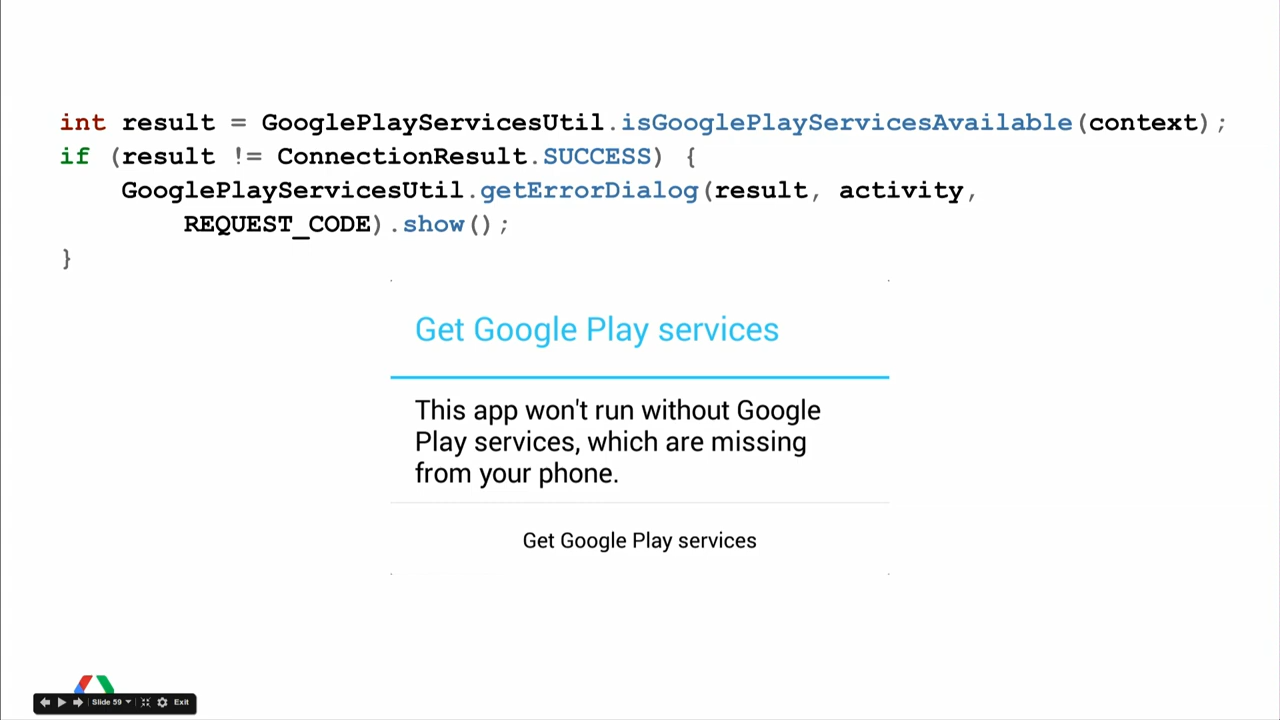 int result = GooglePlayServicesUtil.isGooglePlayServicesAvailable(context);
if (result != ConnectionResult.SUCCESS) {
    GooglePlayServicesUtil.getErrorDialog(result, activity,
        REQUEST_CODE).show();
}
Get Google Play services
This app won't run without Google
Play services, which are missing
from your phone.
Get Google Play services
Slide 59 Exit